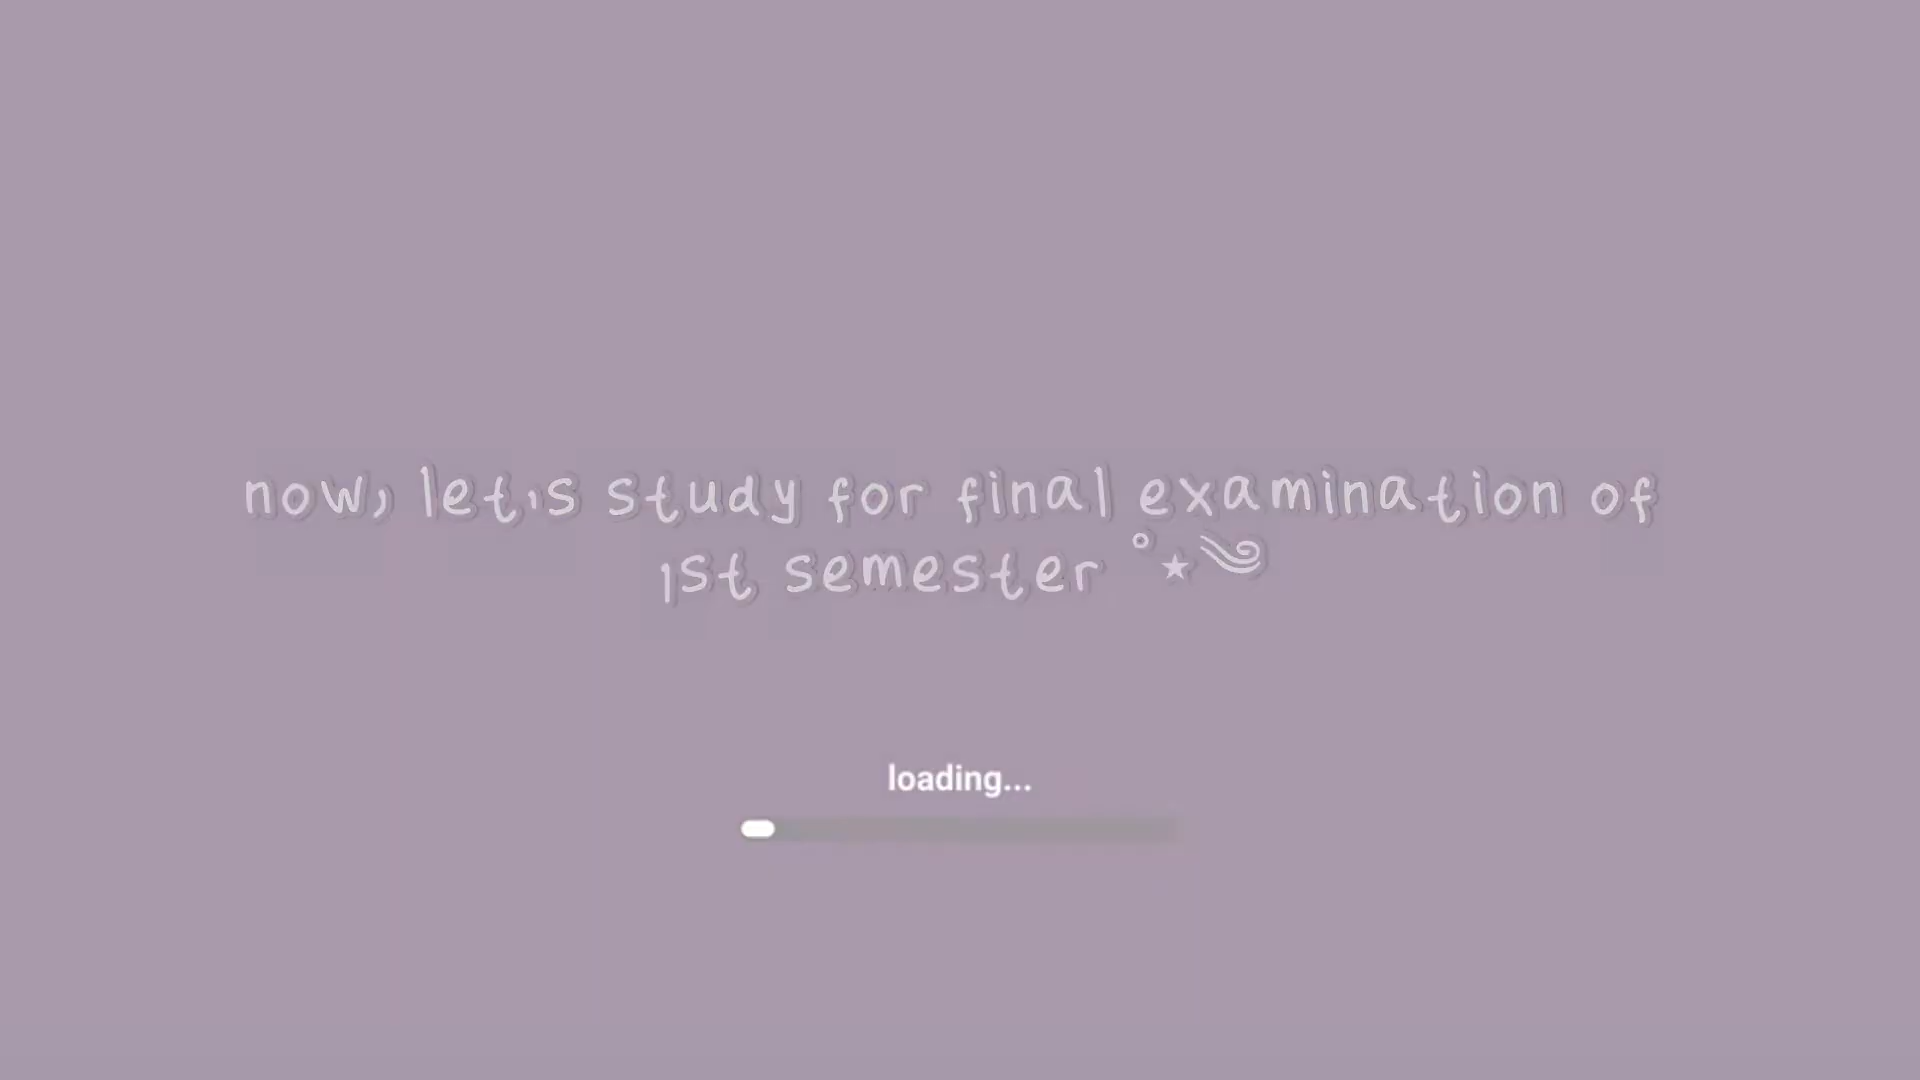 now, let's study for final examination of
1st semester ˚⋆༄
loading...